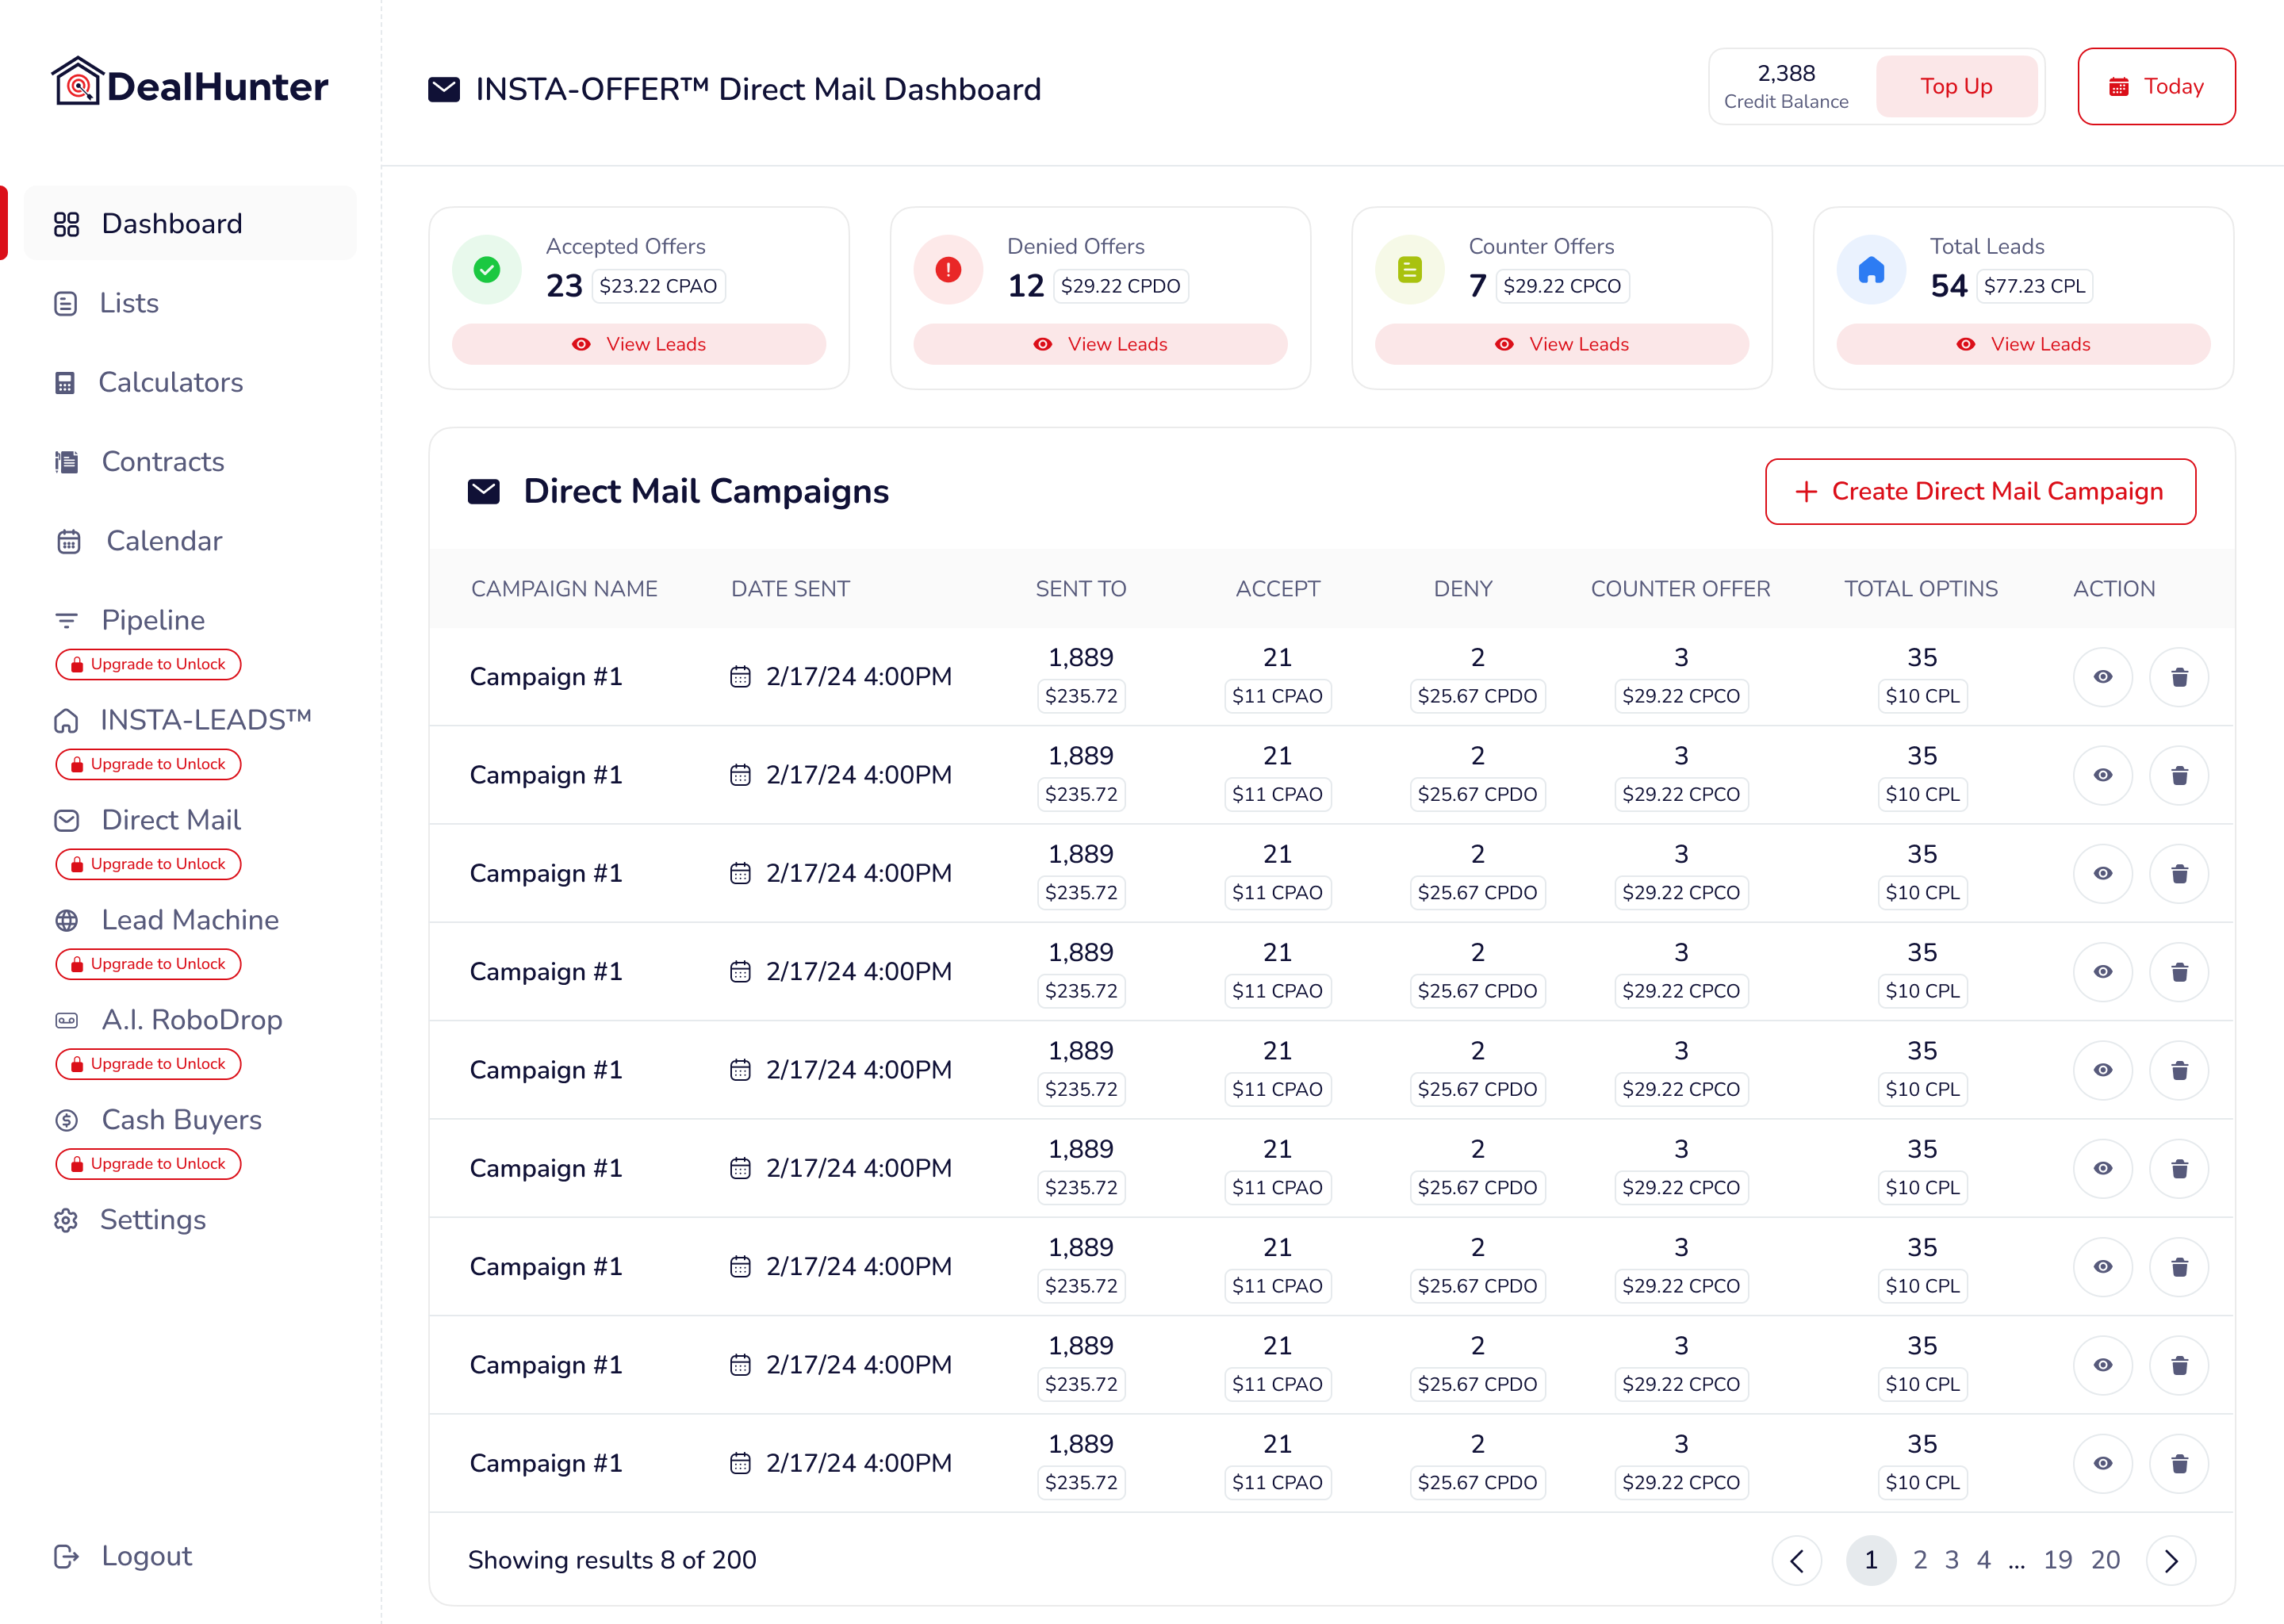 DealHunter
INSTA-OFFER™ Direct Mail Dashboard
2,388
Credit Balance
Top Up
Today
Dashboard
Lists
Calculators
Contracts
Calendar
Pipeline
Upgrade to Unlock
INSTA-LEADS™
Upgrade to Unlock
Direct Mail
Upgrade to Unlock
Lead Machine
Upgrade to Unlock
A.I. RoboDrop
Upgrade to Unlock
Cash Buyers
Upgrade to Unlock
Settings
Logout
Accepted Offers
23 $23.22 CPAO
View Leads
Denied Offers
12 $29.22 CPDO
View Leads
Counter Offers
7 $29.22 CPCO
View Leads
Total Leads
54 $77.23 CPL
View Leads
Direct Mail Campaigns
+ Create Direct Mail Campaign
CAMPAIGN NAME DATE SENT SENT TO ACCEPT DENY COUNTER OFFER TOTAL OPTINS ACTION
Campaign #1 2/17/24 4:00PM 1,889 21 2 3 35
$235.72 $11 CPAO $25.67 CPDO $29.22 CPCO $10 CPL
Campaign #1 2/17/24 4:00PM 1,889 21 2 3 35
$235.72 $11 CPAO $25.67 CPDO $29.22 CPCO $10 CPL
Campaign #1 2/17/24 4:00PM 1,889 21 2 3 35
$235.72 $11 CPAO $25.67 CPDO $29.22 CPCO $10 CPL
Campaign #1 2/17/24 4:00PM 1,889 21 2 3 35
$235.72 $11 CPAO $25.67 CPDO $29.22 CPCO $10 CPL
Campaign #1 2/17/24 4:00PM 1,889 21 2 3 35
$235.72 $11 CPAO $25.67 CPDO $29.22 CPCO $10 CPL
Campaign #1 2/17/24 4:00PM 1,889 21 2 3 35
$235.72 $11 CPAO $25.67 CPDO $29.22 CPCO $10 CPL
Campaign #1 2/17/24 4:00PM 1,889 21 2 3 35
$235.72 $11 CPAO $25.67 CPDO $29.22 CPCO $10 CPL
Campaign #1 2/17/24 4:00PM 1,889 21 2 3 35
$235.72 $11 CPAO $25.67 CPDO $29.22 CPCO $10 CPL
Campaign #1 2/17/24 4:00PM 1,889 21 2 3 35
$235.72 $11 CPAO $25.67 CPDO $29.22 CPCO $10 CPL
Showing results 8 of 200
1 2 3 4 ... 19 20